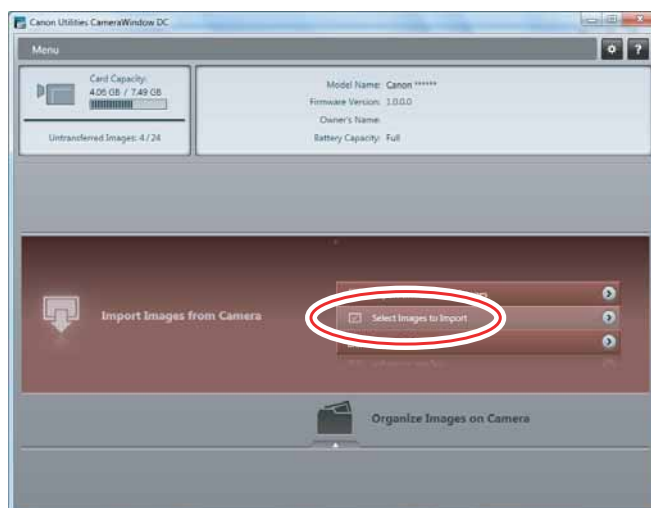 Canon Utilities CameraWindow DC
Menu
?
Card Capacity:
4.05 GB / 7.49 GB
Untransferred Images: 4/24
Model Name: Canon ******
Firmware Version: 1.0.0.0
Owner's Name:
Battery Capacity: Full
Import Images from Camera
Select Images to Import
Organize Images on Camera